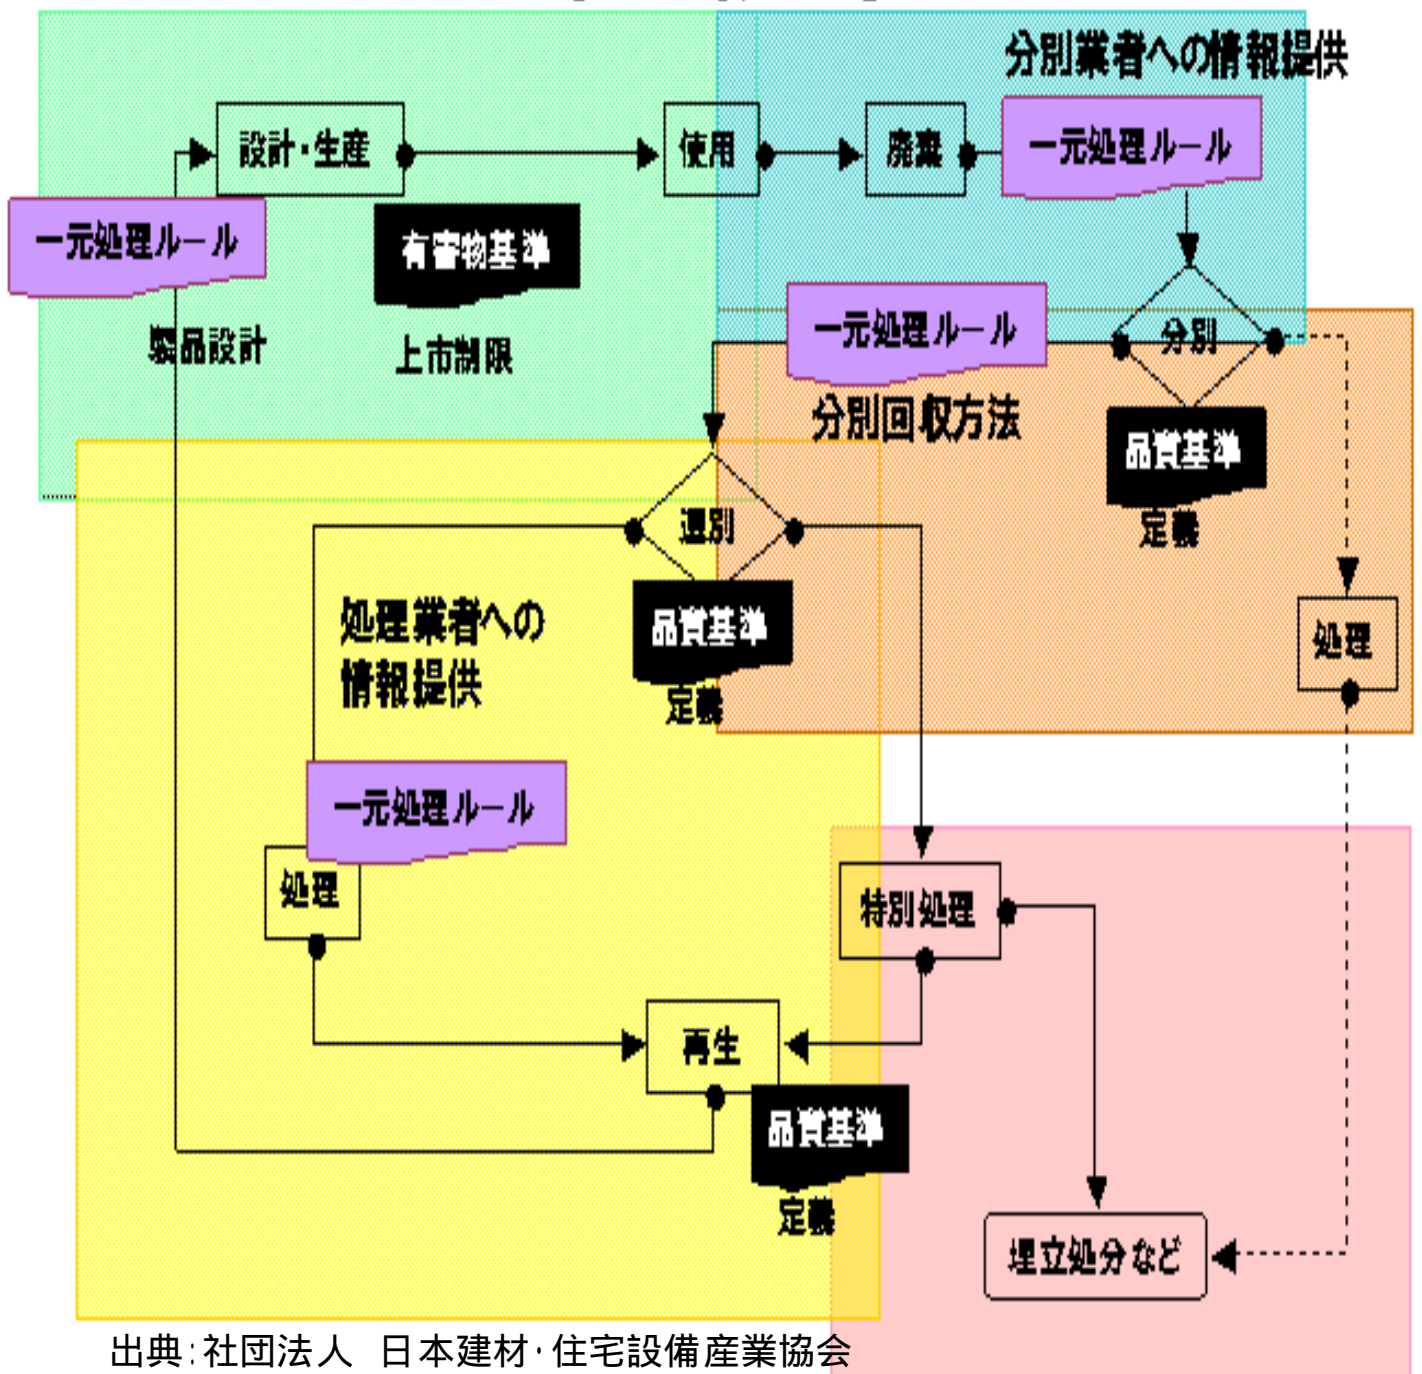 分別業者への情報提供
設計・生産
使用
廃棄
一元処理ルール
一元処理ルール
有害物基準
製品設計
上市制限
一元処理ルール
分別
分別回収方法
品質基準
定義
選別
品質基準
定義
処理業者への
情報提供
処理
一元処理ルール
処理
特別処理
再生
品質基準
定義
埋立処分など
出典:社団法人 日本建材・住宅設備産業協会